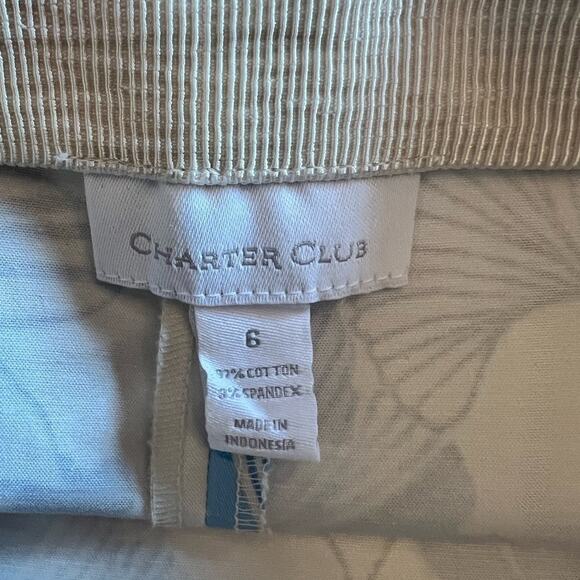 CHARTER CLUB
6
97% COTTON
3% SPANDEX
MADE IN
INDONESIA